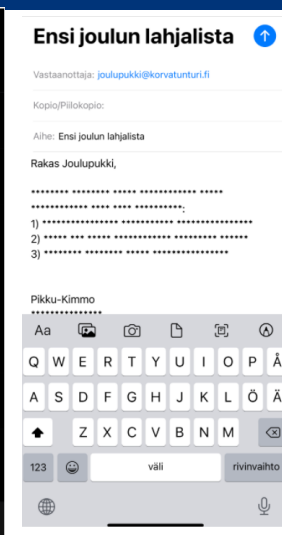 Ensi joulun lahjalista
Vastaanottaja: joulupukki@korvatunturi.fi
Kopio/Piilokopio:
Aihe: Ensi joulun lahjalista
Rakas Joulupukki,
******** ******** ***** ************ *****
************* **** **** **********:
1) **************** *********** ****************
2) ***** *** ***** ************ ********* ******
3) ******** ******** ***** ****************
Pikku-Kimmo
***************
Aa
Q W E R T Y U I O P Å
A S D F G H J K L Ö Ä
Z X C V B N M
123 väli rivinvaihto